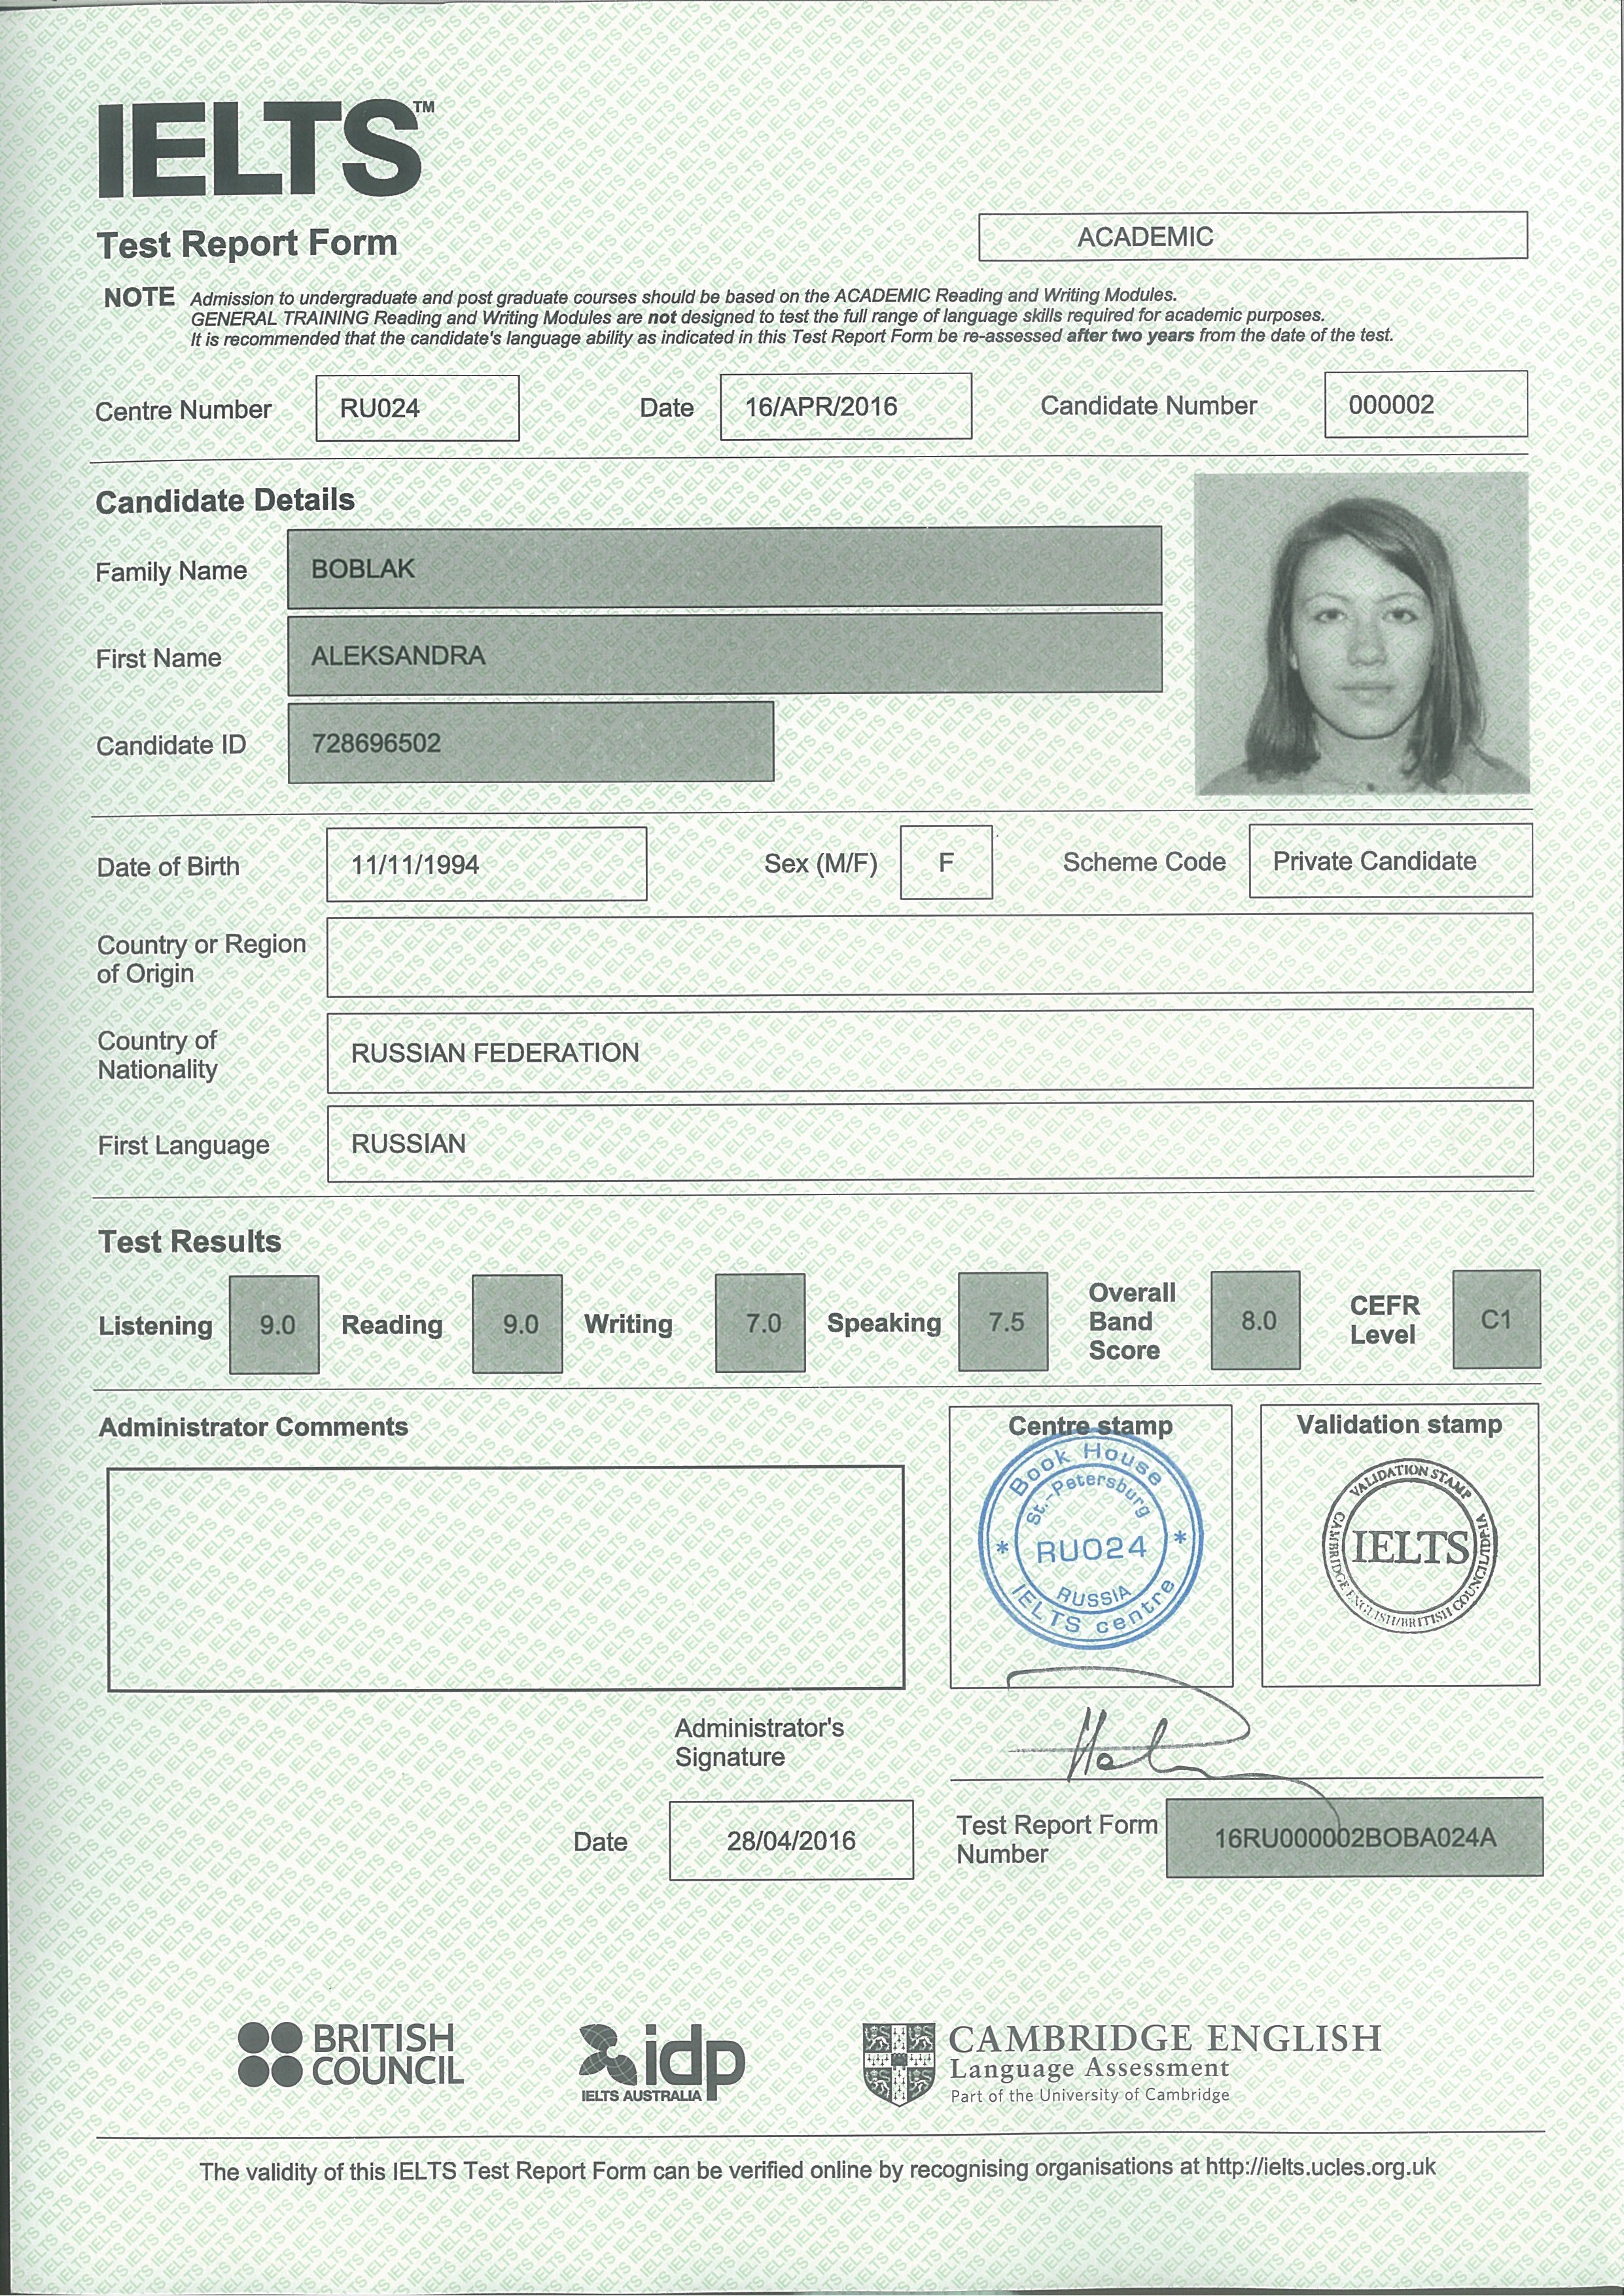 IELTS™
Test Report Form
ACADEMIC
NOTE Admission to undergraduate and post graduate courses should be based on the ACADEMIC Reading and Writing Modules.
GENERAL TRAINING Reading and Writing Modules are not designed to test the full range of language skills required for academic purposes.
It is recommended that the candidate's language ability as indicated in this Test Report Form be re-assessed after two years from the date of the test.
Centre Number RU024 Date 16/APR/2016 Candidate Number 000002
Candidate Details
Family Name BOBLAK
First Name ALEKSANDRA
Candidate ID 728696502
Date of Birth 11/11/1994 Sex (M/F) F Scheme Code Private Candidate
Country or Region
of Origin
Country of
Nationality
RUSSIAN FEDERATION
First Language RUSSIAN
Test Results
Listening 9.0 Reading 9.0 Writing 7.0 Speaking 7.5
Overall
Band
Score
8.0
CEFR
Level
C1
Administrator Comments
Centre stamp
Book House
St.-Petersburg
RU024
RUSSIA
IELTS centre
Validation stamp
VALIDATION STAMP
IELTS
CAMBRIDGE ENGLISH/BRITISH COUNCIL/IDP:IA
Administrator's
Signature
Date 28/04/2016
Test Report Form
Number
16RU000002BOBA024A
BRITISH
COUNCIL
idp
IELTS AUSTRALIA
CAMBRIDGE ENGLISH
Language Assessment
Part of the University of Cambridge
The validity of this IELTS Test Report Form can be verified online by recognising organisations at http://ielts.ucles.org.uk